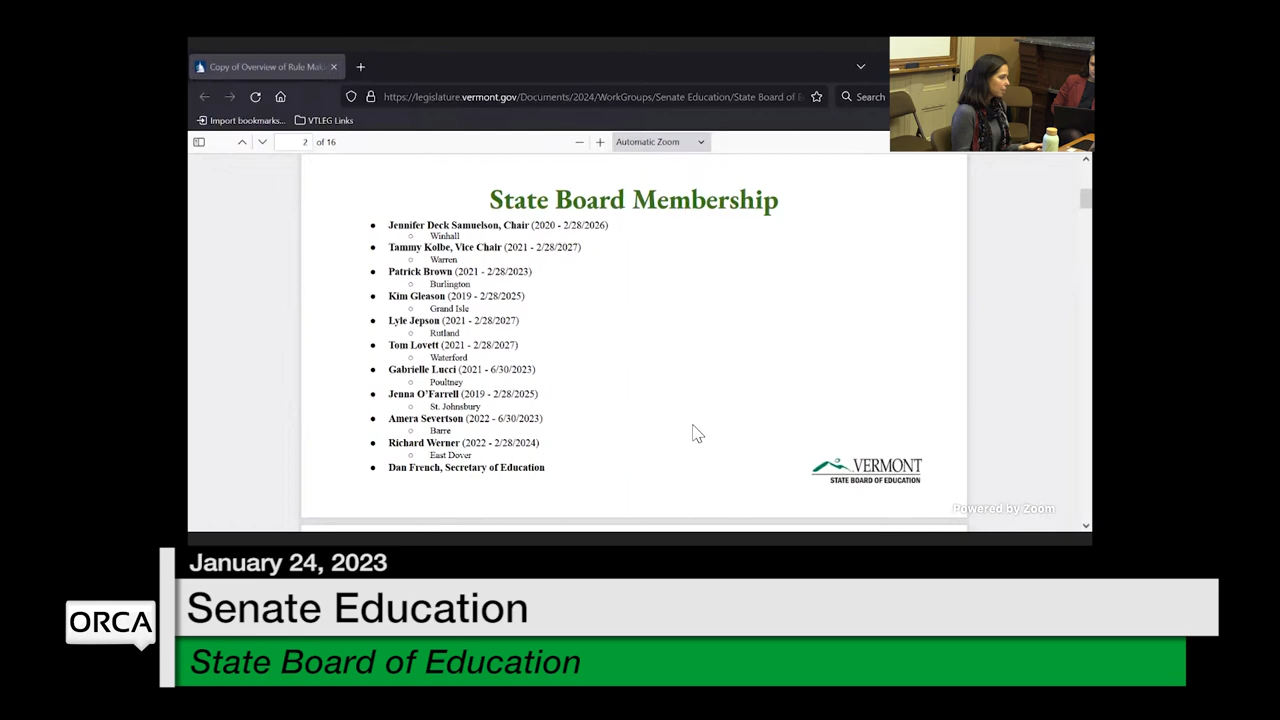 Copy of Overview of Rule Mak
https://legislature.vermont.gov/Documents/2024/WorkGroups/Senate Education/State Board of E
Search
Import bookmarks...
VTLEG Links
2 of 16
Automatic Zoom
State Board Membership
Jennifer Deck Samuelson, Chair (2020 - 2/28/2026)
Winhall
Tammy Kolbe, Vice Chair (2021 - 2/28/2027)
Warren
Patrick Brown (2021 - 2/28/2023)
Burlington
Kim Gleason (2019 - 2/28/2025)
Grand Isle
Lyle Jepson (2021 - 2/28/2027)
Rutland
Tom Lovett (2021 - 2/28/2027)
Waterford
Gabrielle Lucci (2021 - 6/30/2023)
Poultney
Jenna O'Farrell (2019 - 2/28/2025)
St. Johnsbury
Amera Severtson (2022 - 6/30/2023)
Barre
Richard Werner (2022 - 2/28/2024)
East Dover
Dan French, Secretary of Education
VERMONT
STATE BOARD OF EDUCATION
Powered by Zoom
January 24, 2023
ORCA
Senate Education
State Board of Education